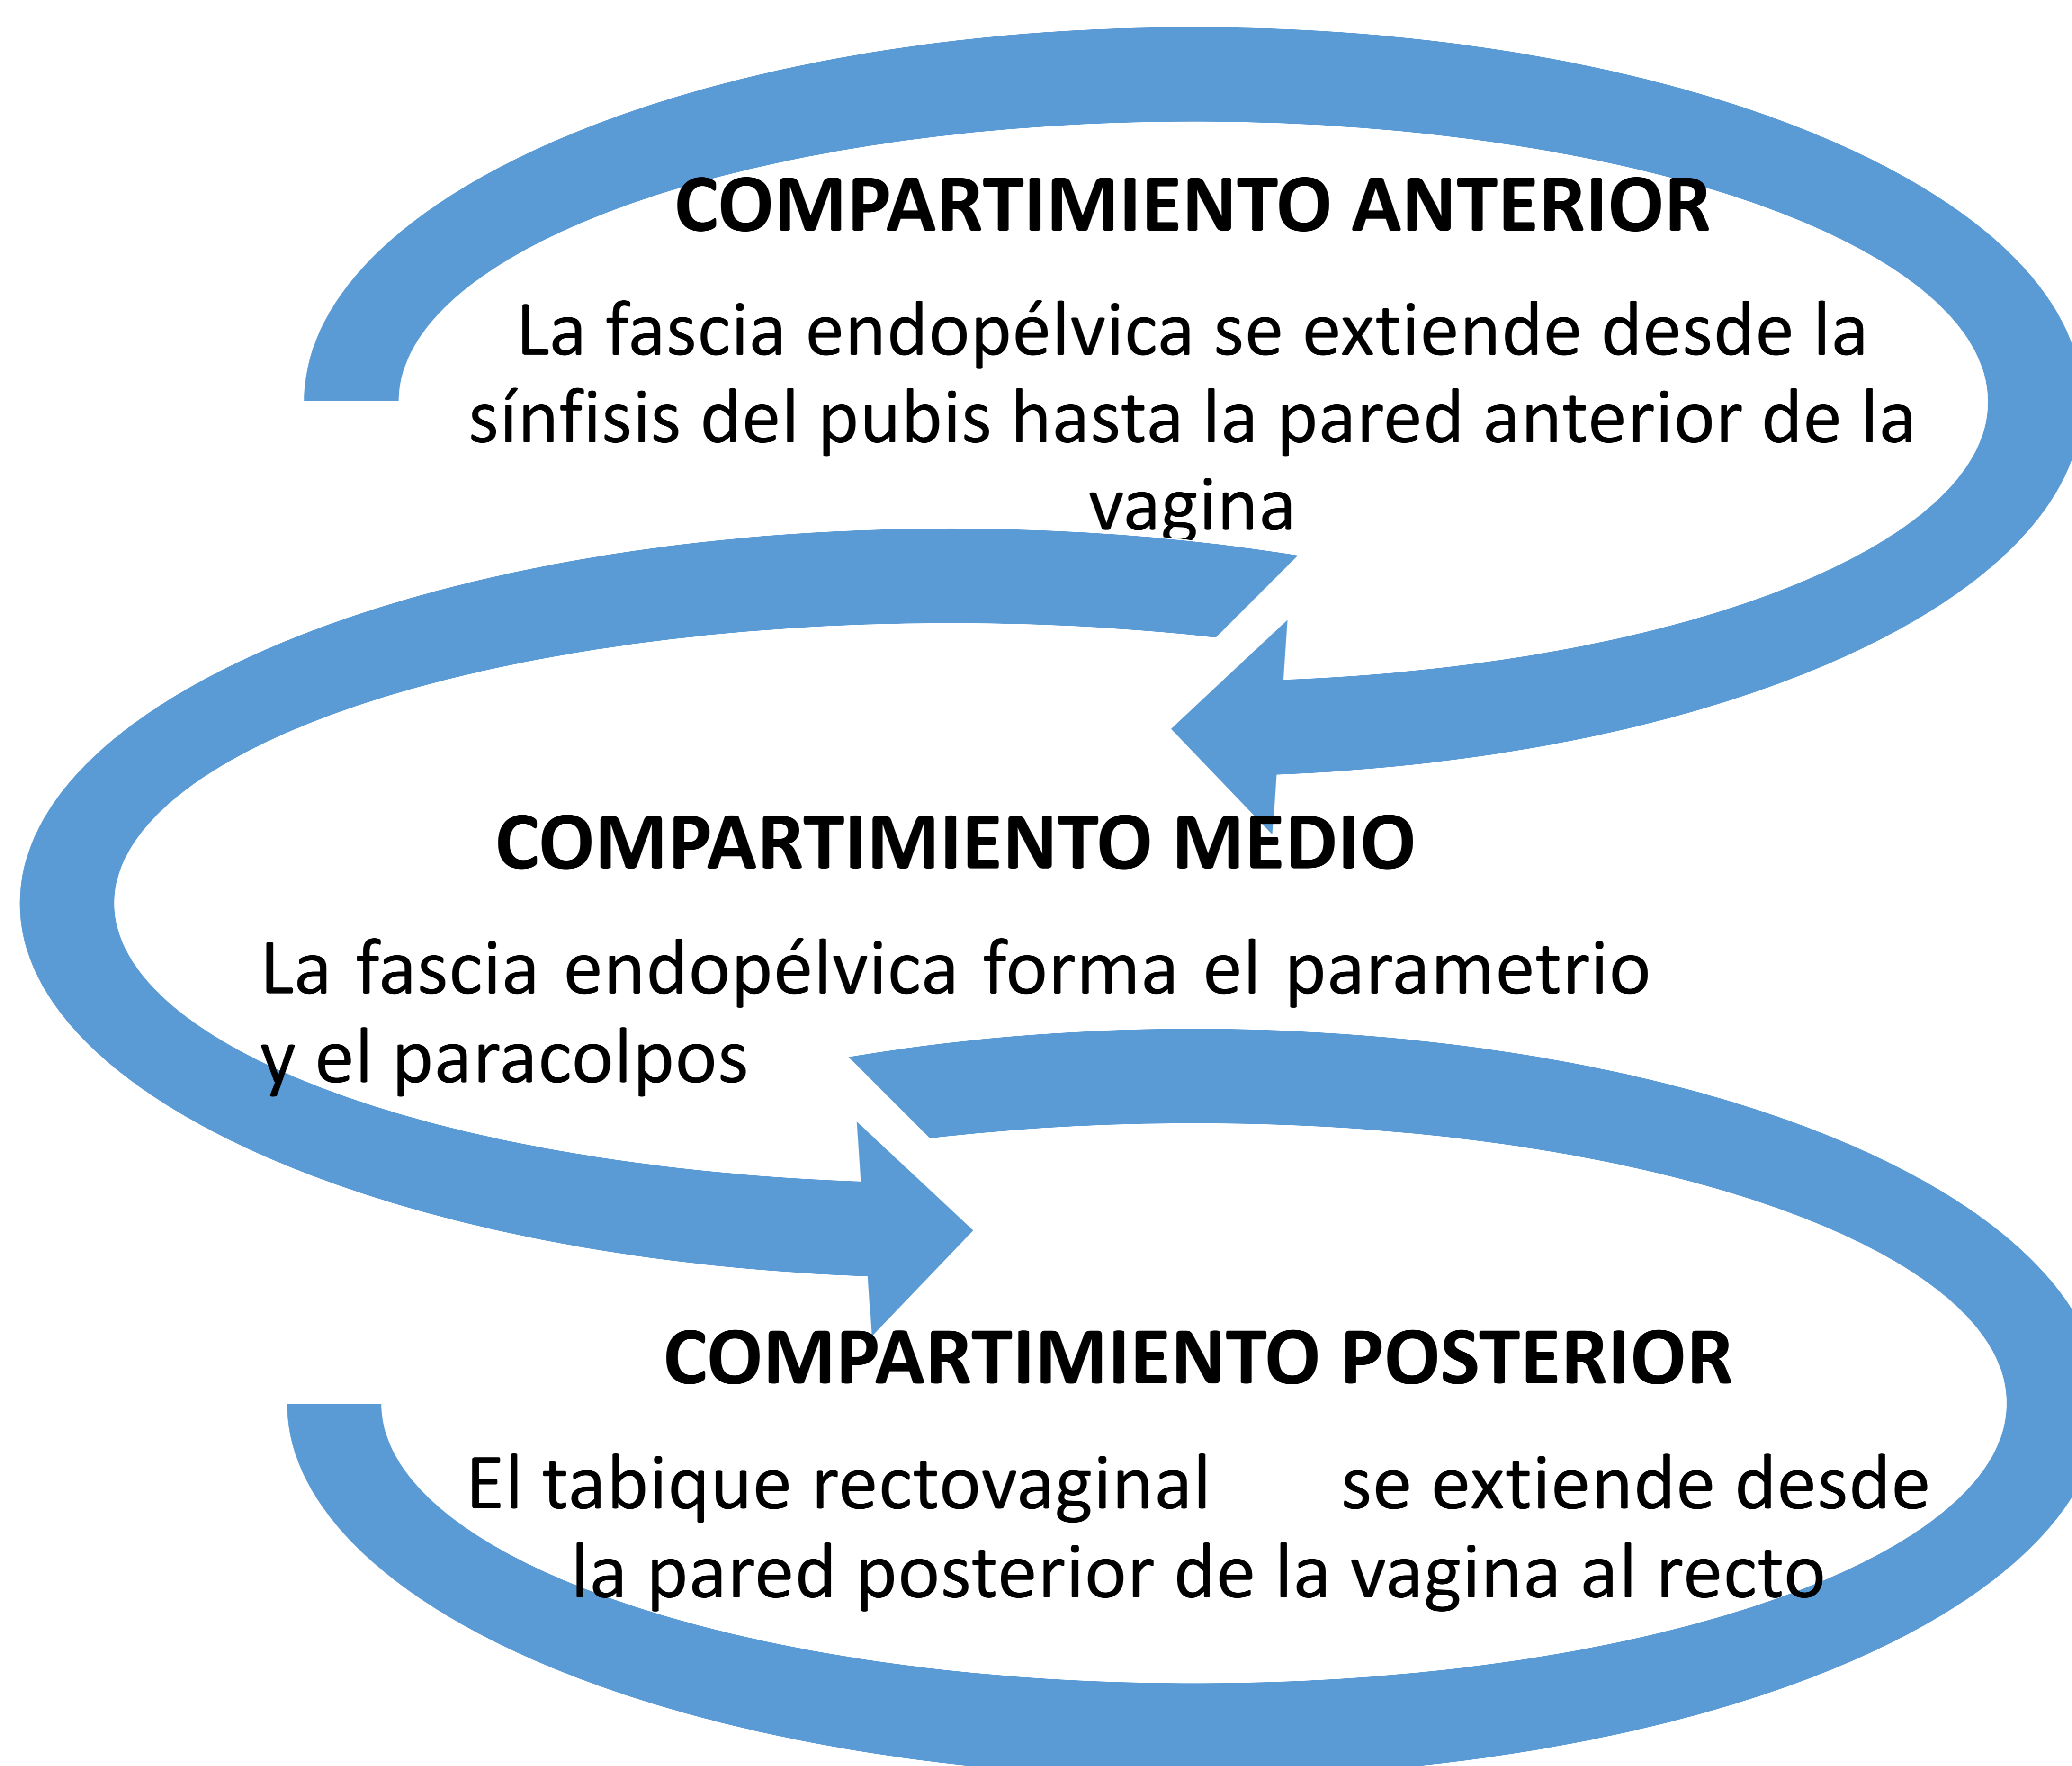 COMPARTIMIENTO ANTERIOR
La fascia endopélvica se extiende desde la
sínfisis del pubis hasta la pared anterior de la
vagina
COMPARTIMIENTO MEDIO
La fascia endopélvica forma el parametrio
y el paracolpos
COMPARTIMIENTO POSTERIOR
El tabique rectovaginal se extiende desde
la pared posterior de la vagina al recto